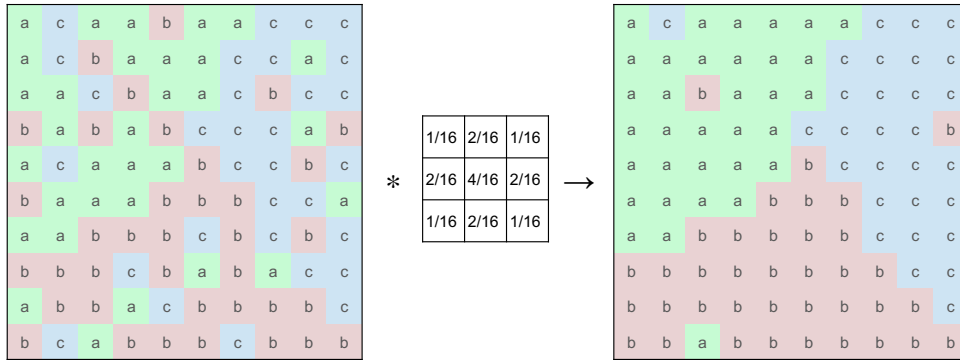 a c a a b a a c c c
a c b a a a c c a c
a a c b a a c b c c
b a b a b c c c a b
a c a a a b c c b c
b a a a b b b c c a
a a b b b c b c b c
b b b c b a b a c c
a b b a c b b b b c
b c a b b b c b b b
*
1/16 2/16 1/16
2/16 4/16 2/16
1/16 2/16 1/16
→
a c a a a a a c c c
a a a a a a c c c c
a a b a a a c c c c
a a a a a c c c c b
a a a a a b c c c c
a a a a b b b c c c
a a b b b b b c c c
b b b b b b b b c c
b b b b b b b b b c
b b a b b b b b b b